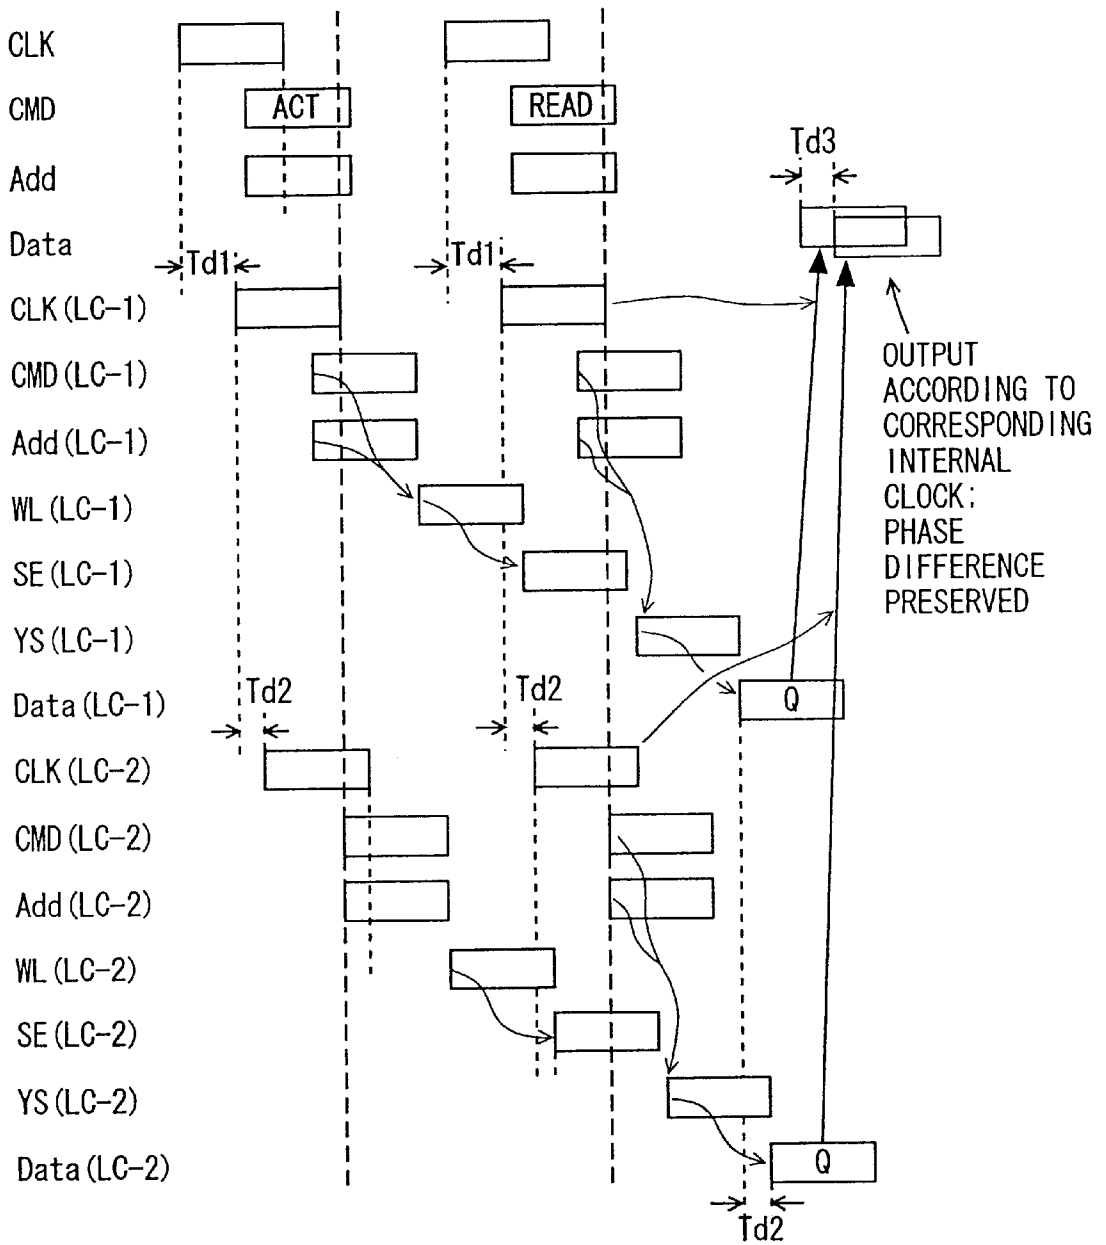 CLK
CMD
ACT
READ
Add
Td3
Data
Td1
Td1
CLK(LC-1)
CMD(LC-1)
Add(LC-1)
WL(LC-1)
SE(LC-1)
YS(LC-1)
OUTPUT
ACCORDING TO
CORRESPONDING
INTERNAL
CLOCK:
PHASE
DIFFERENCE
PRESERVED
Data(LC-1)
Td2
Td2
Q
CLK(LC-2)
CMD(LC-2)
Add(LC-2)
WL(LC-2)
SE(LC-2)
YS(LC-2)
Data(LC-2)
Q
Td2